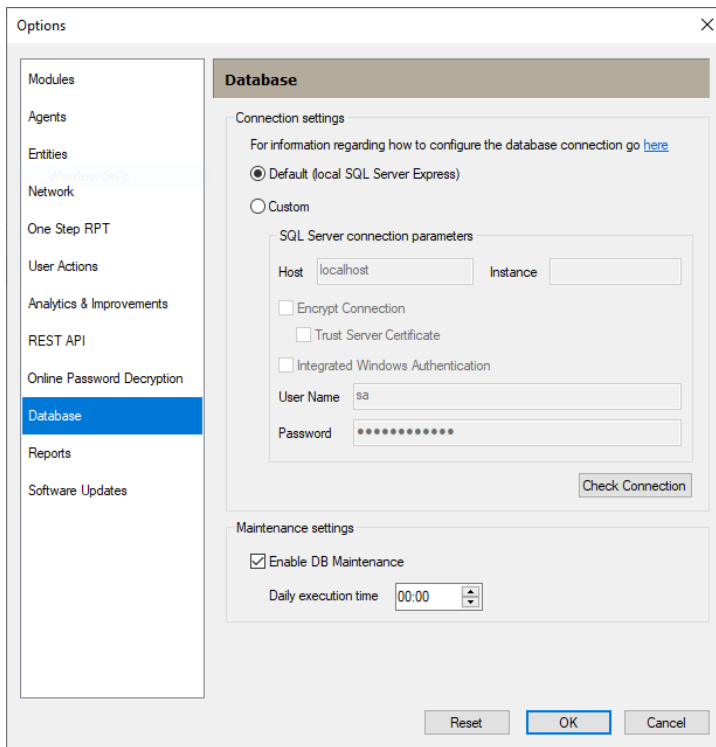 Options
Modules
Agents
Entities
Window Snip
Network
One Step RPT
User Actions
Analytics & Improvements
REST API
Online Password Decryption
Database
Reports
Software Updates
Database
Connection settings
For information regarding how to configure the database connection go here
Default (local SQL Server Express)
Custom
SQL Server connection parameters
Host localhost Instance
Encrypt Connection
Trust Server Certificate
Integrated Windows Authentication
User Name sa
Password ●●●●●●●●●●●●
Check Connection
Maintenance settings
Enable DB Maintenance
Daily execution time 00:00
Reset OK Cancel